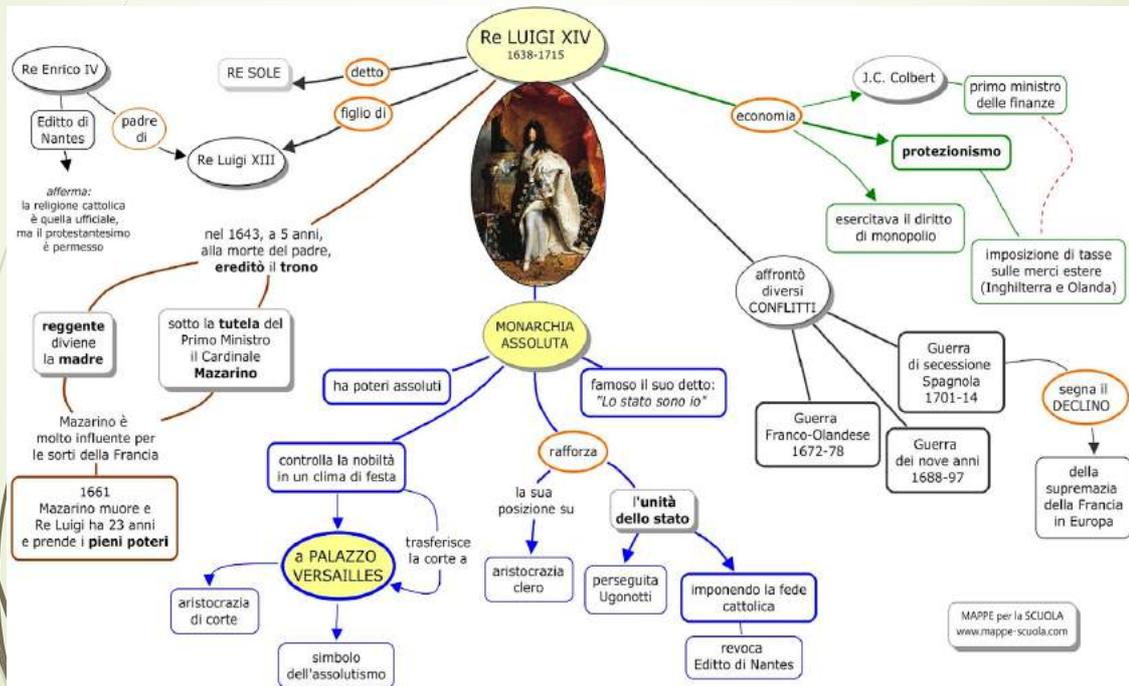 Re LUIGI XIV
1638-1715
Re Enrico IV
Editto di
Nantes
padre
di
afferma:
la religione cattolica
è quella ufficiale,
ma il protestantesimo
è permesso
RE SOLE
detto
figlio di
Re Luigi XIII
nel 1643, a 5 anni,
alla morte del padre,
ereditò il trono
reggente
diviene
la madre
sotto la tutela del
Primo Ministro
il Cardinale
Mazarino
Mazarino è
molto influente per
le sorti della Francia
1661
Mazarino muore e
Re Luigi ha 23 anni
e prende i pieni poteri
MONARCHIA
ASSOLUTA
ha poteri assoluti
famoso il suo detto:
"Lo stato sono io"
controlla la nobiltà
in un clima di festa
a PALAZZO
VERSAILLES
trasferisce
la corte a
aristocrazia
di corte
simbolo
dell'assolutismo
rafforza
la sua
posizione su
aristocrazia
clero
l'unità
dello stato
perseguita
Ugonotti
imponendo la fede
cattolica
revoca
Editto di Nantes
economia
J.C. Colbert
primo ministro
delle finanze
protezionismo
esercitava il diritto
di monopolio
imposizione di tasse
sulle merci estere
(Inghilterra e Olanda)
affrontò
diversi
CONFLITTI
Guerra
Franco-Olandese
1672-78
Guerra
dei nove anni
1688-97
Guerra
di secessione
Spagnola
1701-14
segna il
DECLINO
della
supremazia
della Francia
in Europa
MAPPE per la SCUOLA
www.mappe-scuola.com